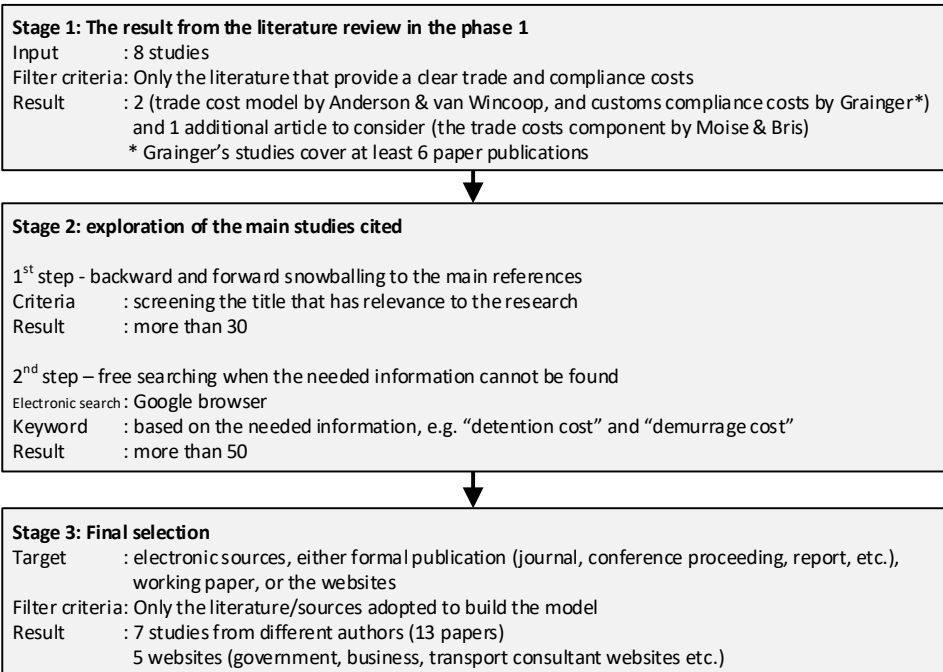 Stage 1: The result from the literature review in the phase 1
Input : 8 studies
Filter criteria: Only the literature that provide a clear trade and compliance costs
Result : 2 (trade cost model by Anderson & van Wincoop, and customs compliance costs by Grainger*)
and 1 additional article to consider (the trade costs component by Moise & Bris)
* Grainger's studies cover at least 6 paper publications
Stage 2: exploration of the main studies cited
1st step - backward and forward snowballing to the main references
Criteria : screening the title that has relevance to the research
Result : more than 30
2nd step – free searching when the needed information cannot be found
Electronic search : Google browser
Keyword : based on the needed information, e.g. “detention cost” and “demurrage cost”
Result : more than 50
Stage 3: Final selection
Target : electronic sources, either formal publication (journal, conference proceeding, report, etc.),
working paper, or the websites
Filter criteria: Only the literature/sources adopted to build the model
Result : 7 studies from different authors (13 papers)
5 websites (government, business, transport consultant websites etc.)